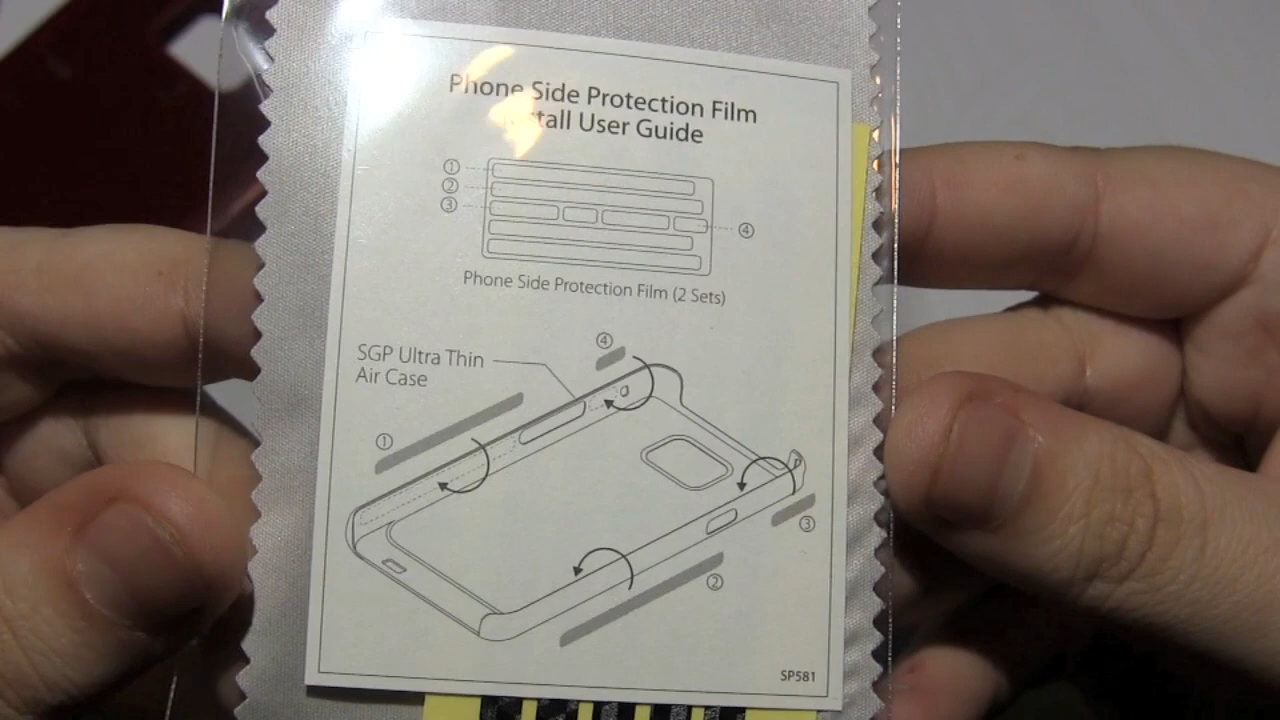 Phone Side Protection Film
User Guide
①
②
③
④
Phone Side Protection Film (2 Sets)
④
SGP Ultra Thin
Air Case
①
③
②
SP581